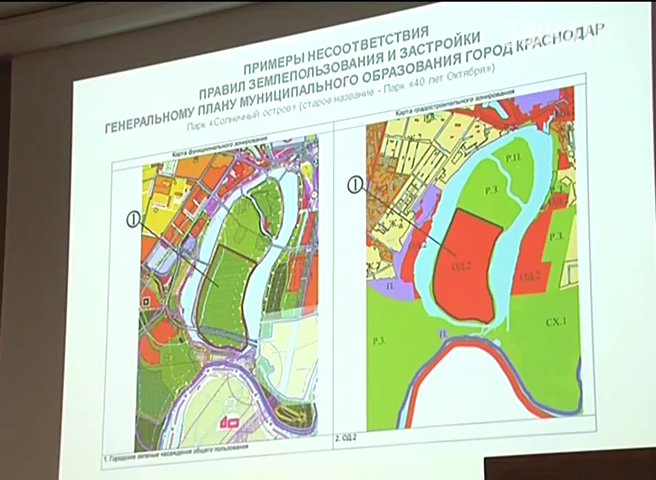 ПРИМЕРЫ НЕСООТВЕТСТВИЯ
ПРАВИЛ ЗЕМЛЕПОЛЬЗОВАНИЯ И ЗАСТРОЙКИ
ГЕНЕРАЛЬНОМУ ПЛАНУ МУНИЦИПАЛЬНОГО ОБРАЗОВАНИЯ ГОРОД КРАСНОДАР
Парк «Солнечный остров» (старое название - Парк «40 лет Октября»)
Карта функционального зонирования
Карта градостроительного зонирования
1
1
Р.П.
Р.З.
Ж.2
ОД.2
Р.З.
ОД.2
ОД.2
Ж.2
П.
СХ.1
П.
Р.З.
1. Городские зеленые насаждения общего пользования
2. ОД.2